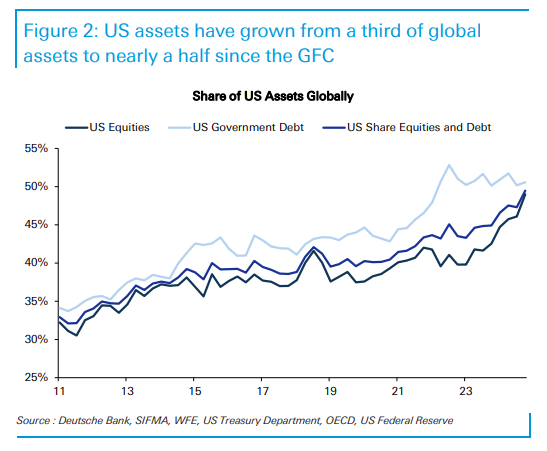 Figure 2: US assets have grown from a third of global
assets to nearly a half since the GFC
Share of US Assets Globally
US Equities US Government Debt US Share Equities and Debt
55%
50%
45%
40%
35%
30%
25%
11 13 15 17 19 21 23
Source : Deutsche Bank, SIFMA, WFE, US Treasury Department, OECD, US Federal Reserve